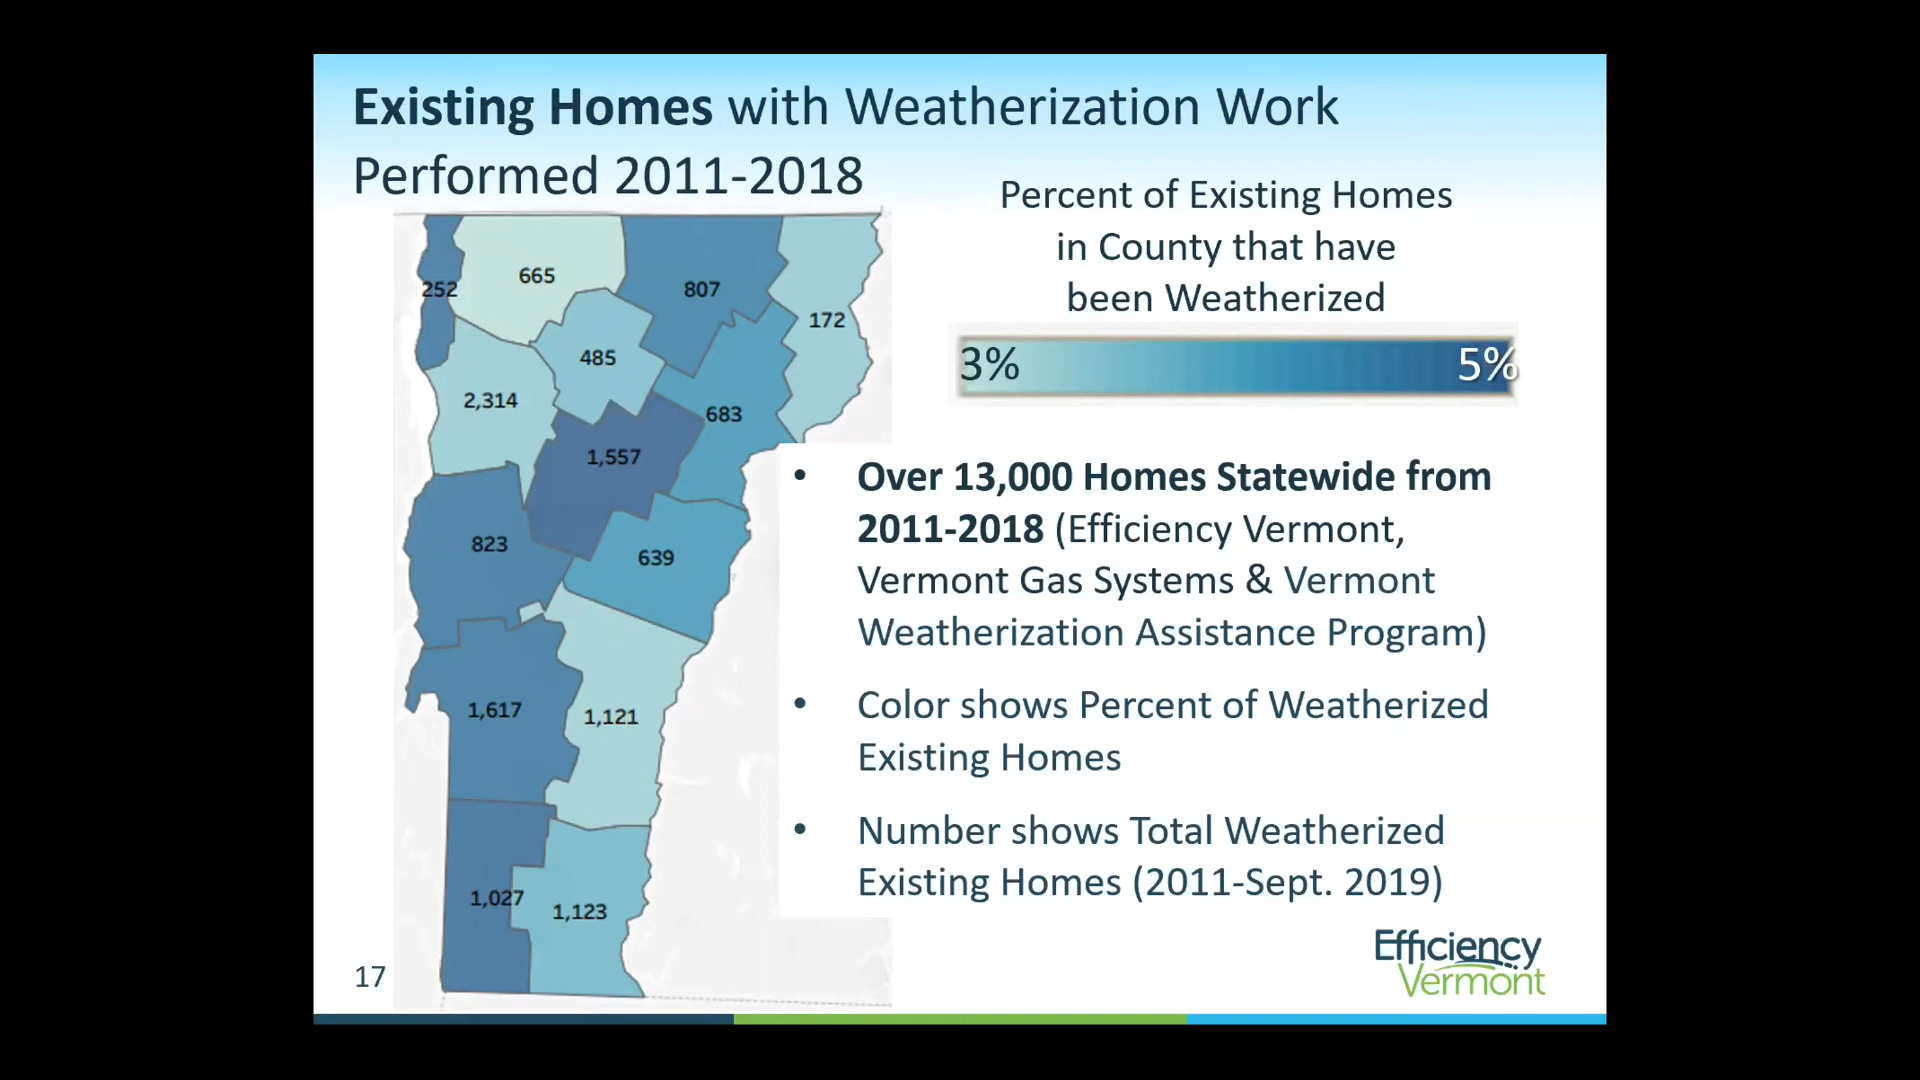 Existing Homes with Weatherization Work
Performed 2011-2018
Percent of Existing Homes
in County that have
been Weatherized
3%
5%
252
665
807
172
485
2,314
683
1,557
823
639
1,617
1,121
1,027
1,123
• Over 13,000 Homes Statewide from
2011-2018 (Efficiency Vermont,
Vermont Gas Systems & Vermont
Weatherization Assistance Program)
• Color shows Percent of Weatherized
Existing Homes
• Number shows Total Weatherized
Existing Homes (2011-Sept. 2019)
17
Efficiency
Vermont